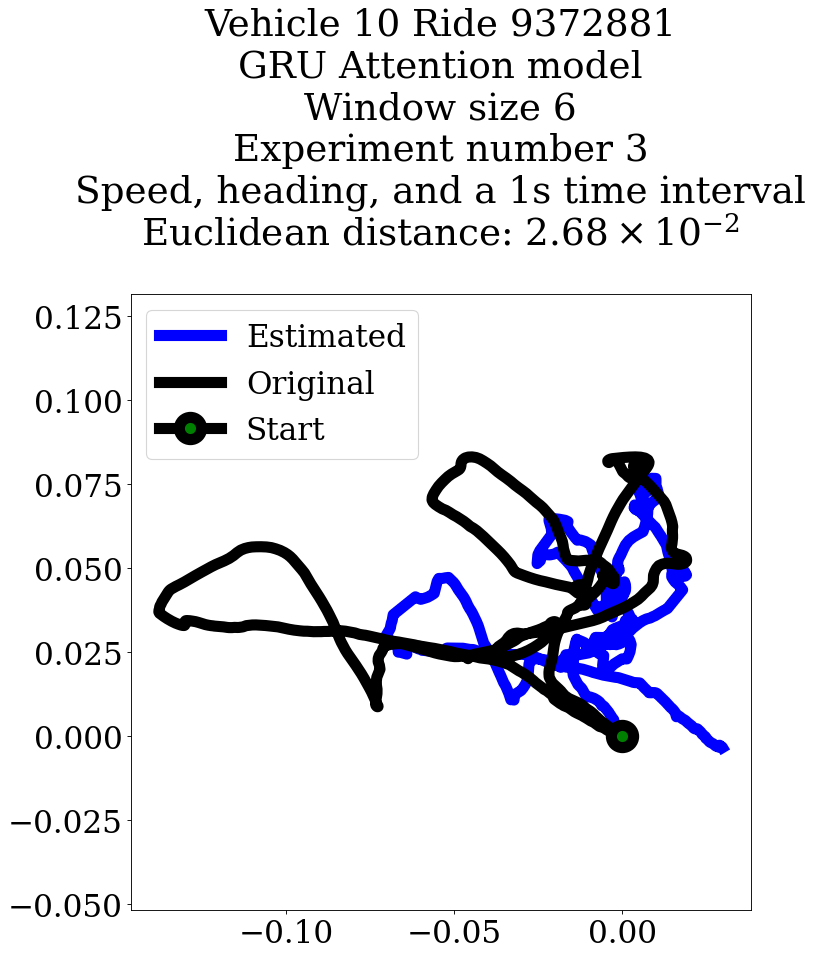 Vehicle 10 Ride 9372881
GRU Attention model
Window size 6
Experiment number 3
Speed, heading, and a 1s time interval
Euclidean distance: 2.68 × 10⁻²
0.125
0.100
0.075
0.050
0.025
0.000
−0.025
−0.050
Estimated
Original
Start
−0.10
−0.05
0.00